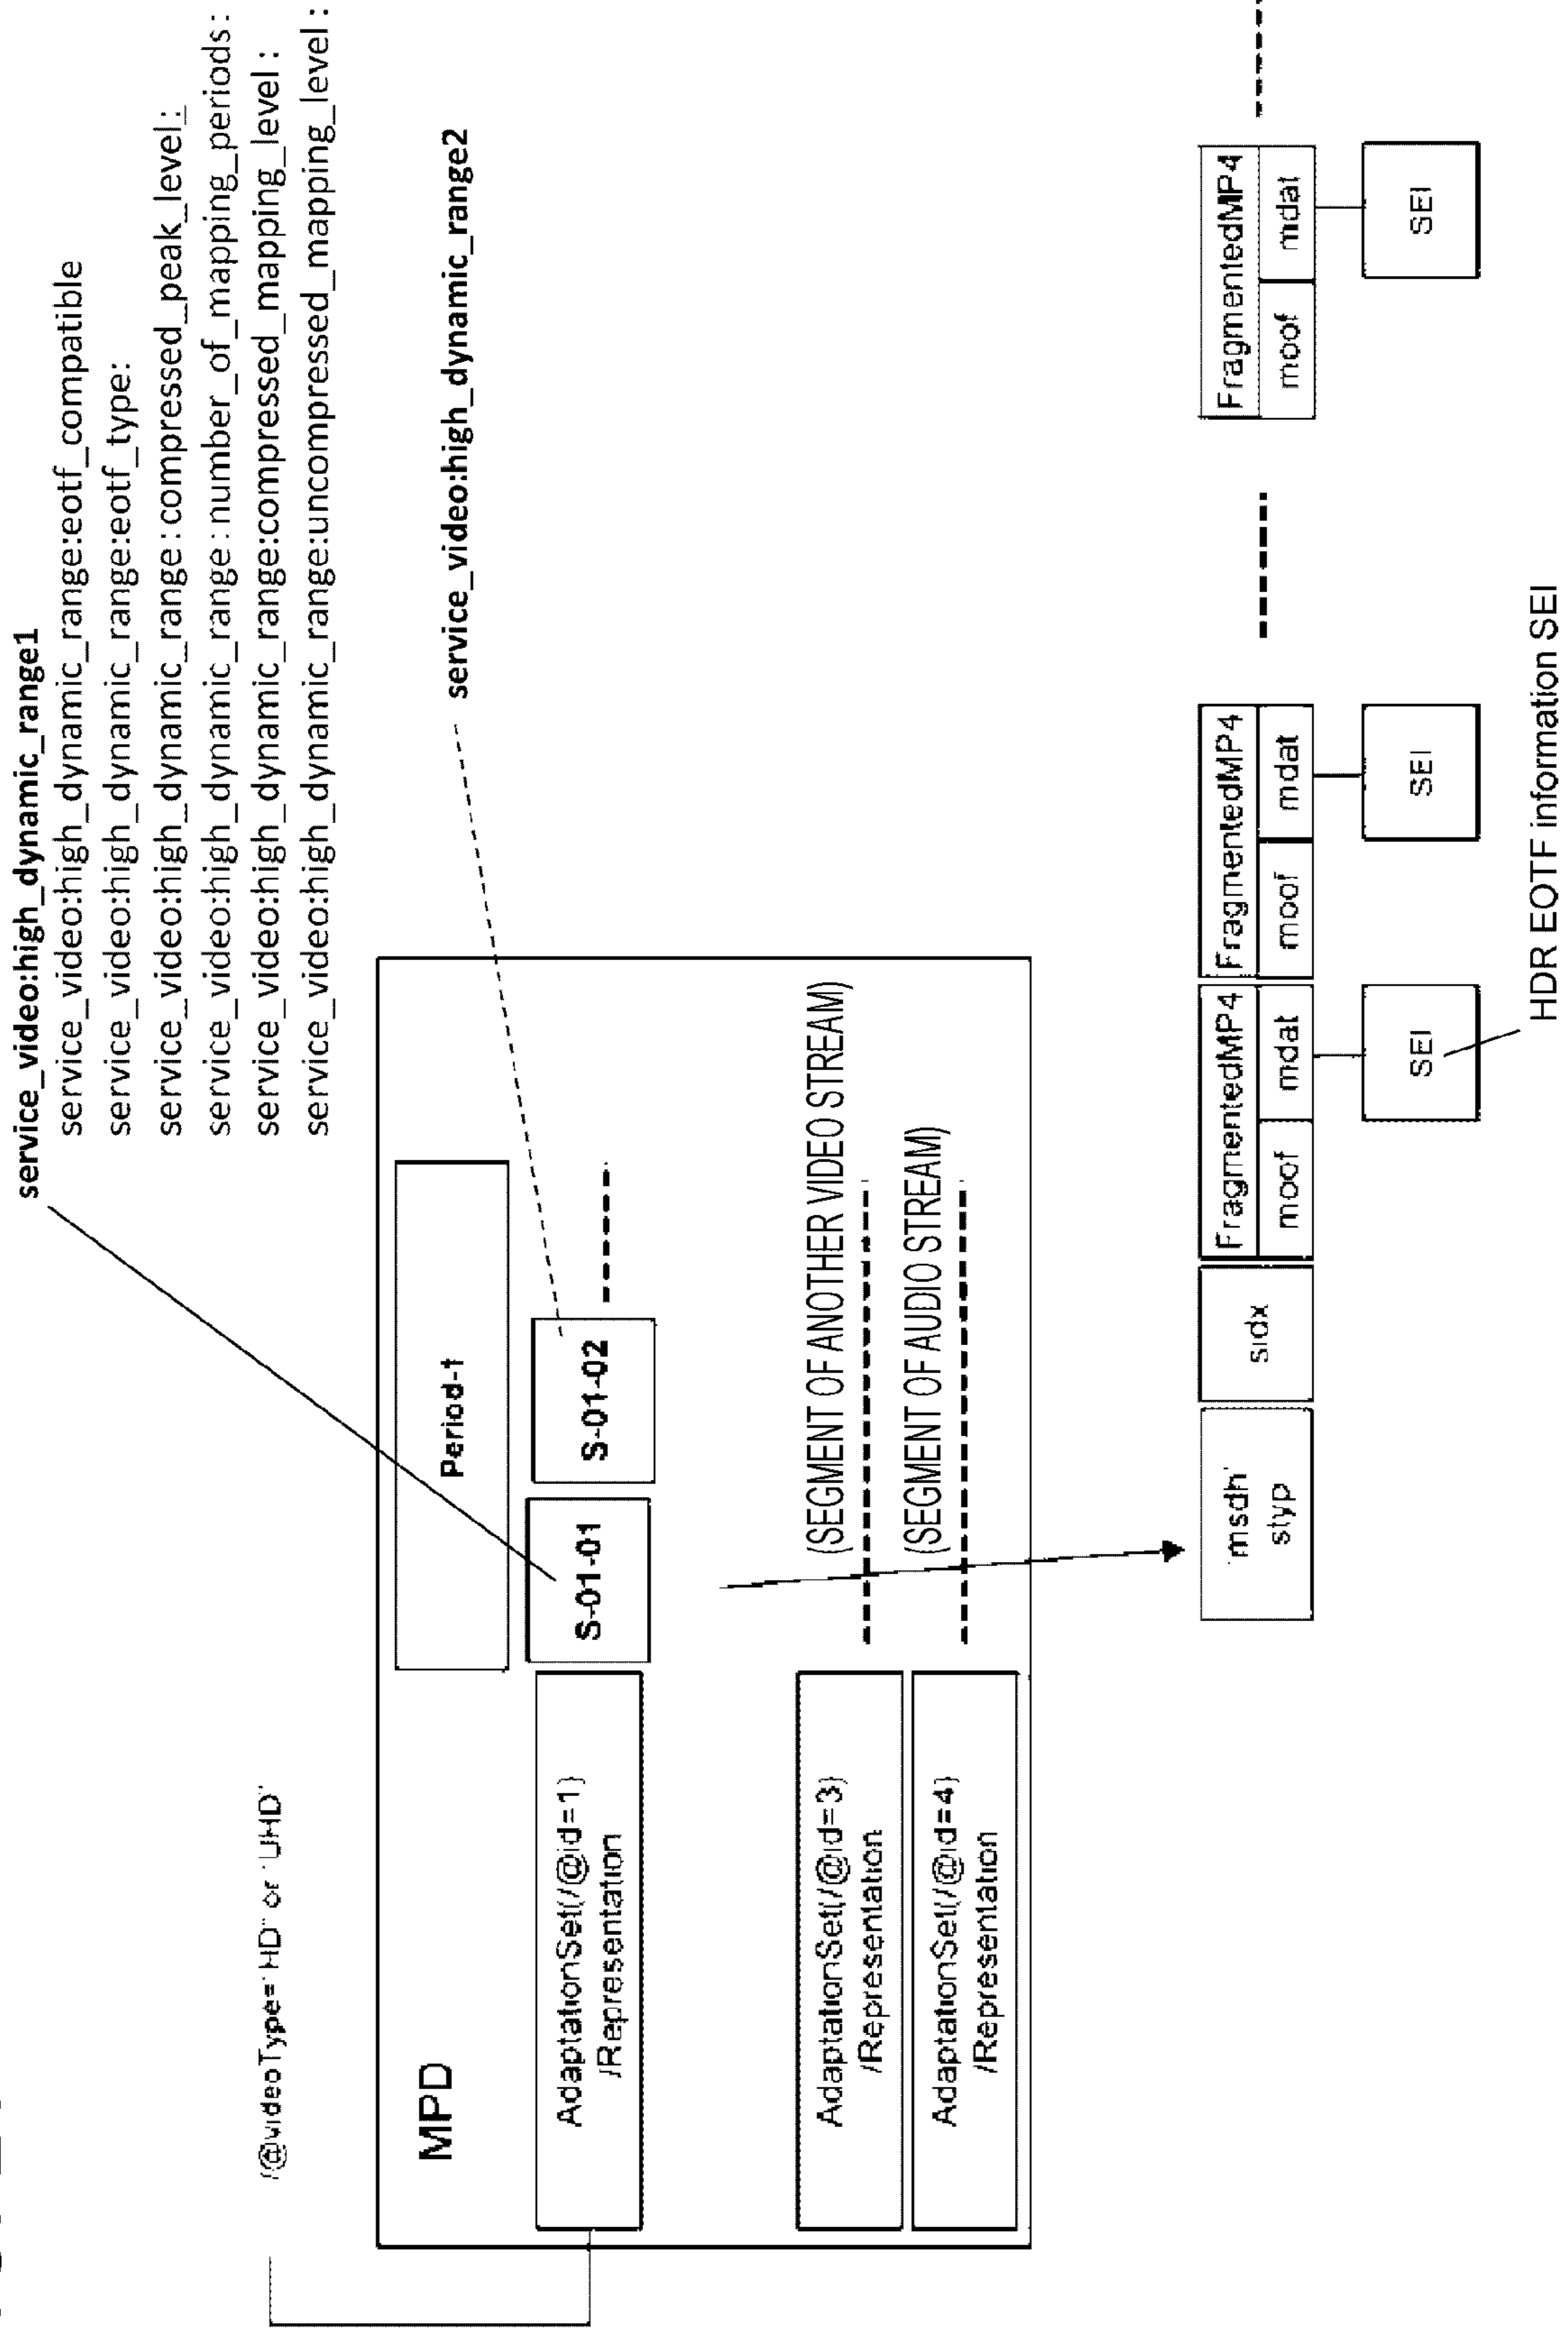 service_video:high_dynamic_range1
service_video:high_dynamic_range:eotf_compatible
service_video:high_dynamic_range:eotf_type:
service_video:high_dynamic_range:compressed_peak_level:
service_video:high_dynamic_range:number_of_mapping_periods:
service_video:high_dynamic_range:compressed_mapping_level:
service_video:high_dynamic_range:uncompressed_mapping_level:
/@videoType="HD" or "UHD"
service_video:high_dynamic_range2
MPD
Period-1
AdaptationSet(/@id=1)
/Representation
S-01-01
S-01-02
AdaptationSet(/@id=3)
/Representation
(SEGMENT OF ANOTHER VIDEO STREAM)
AdaptationSet(/@id=4)
/Representation
(SEGMENT OF AUDIO STREAM)
'msdh'
styp
sidx
FragmentedMP4
moof
mdat
FragmentedMP4
moof
mdat
FragmentedMP4
moof
mdat
SEI
SEI
SEI
HDR EOTF information SEI